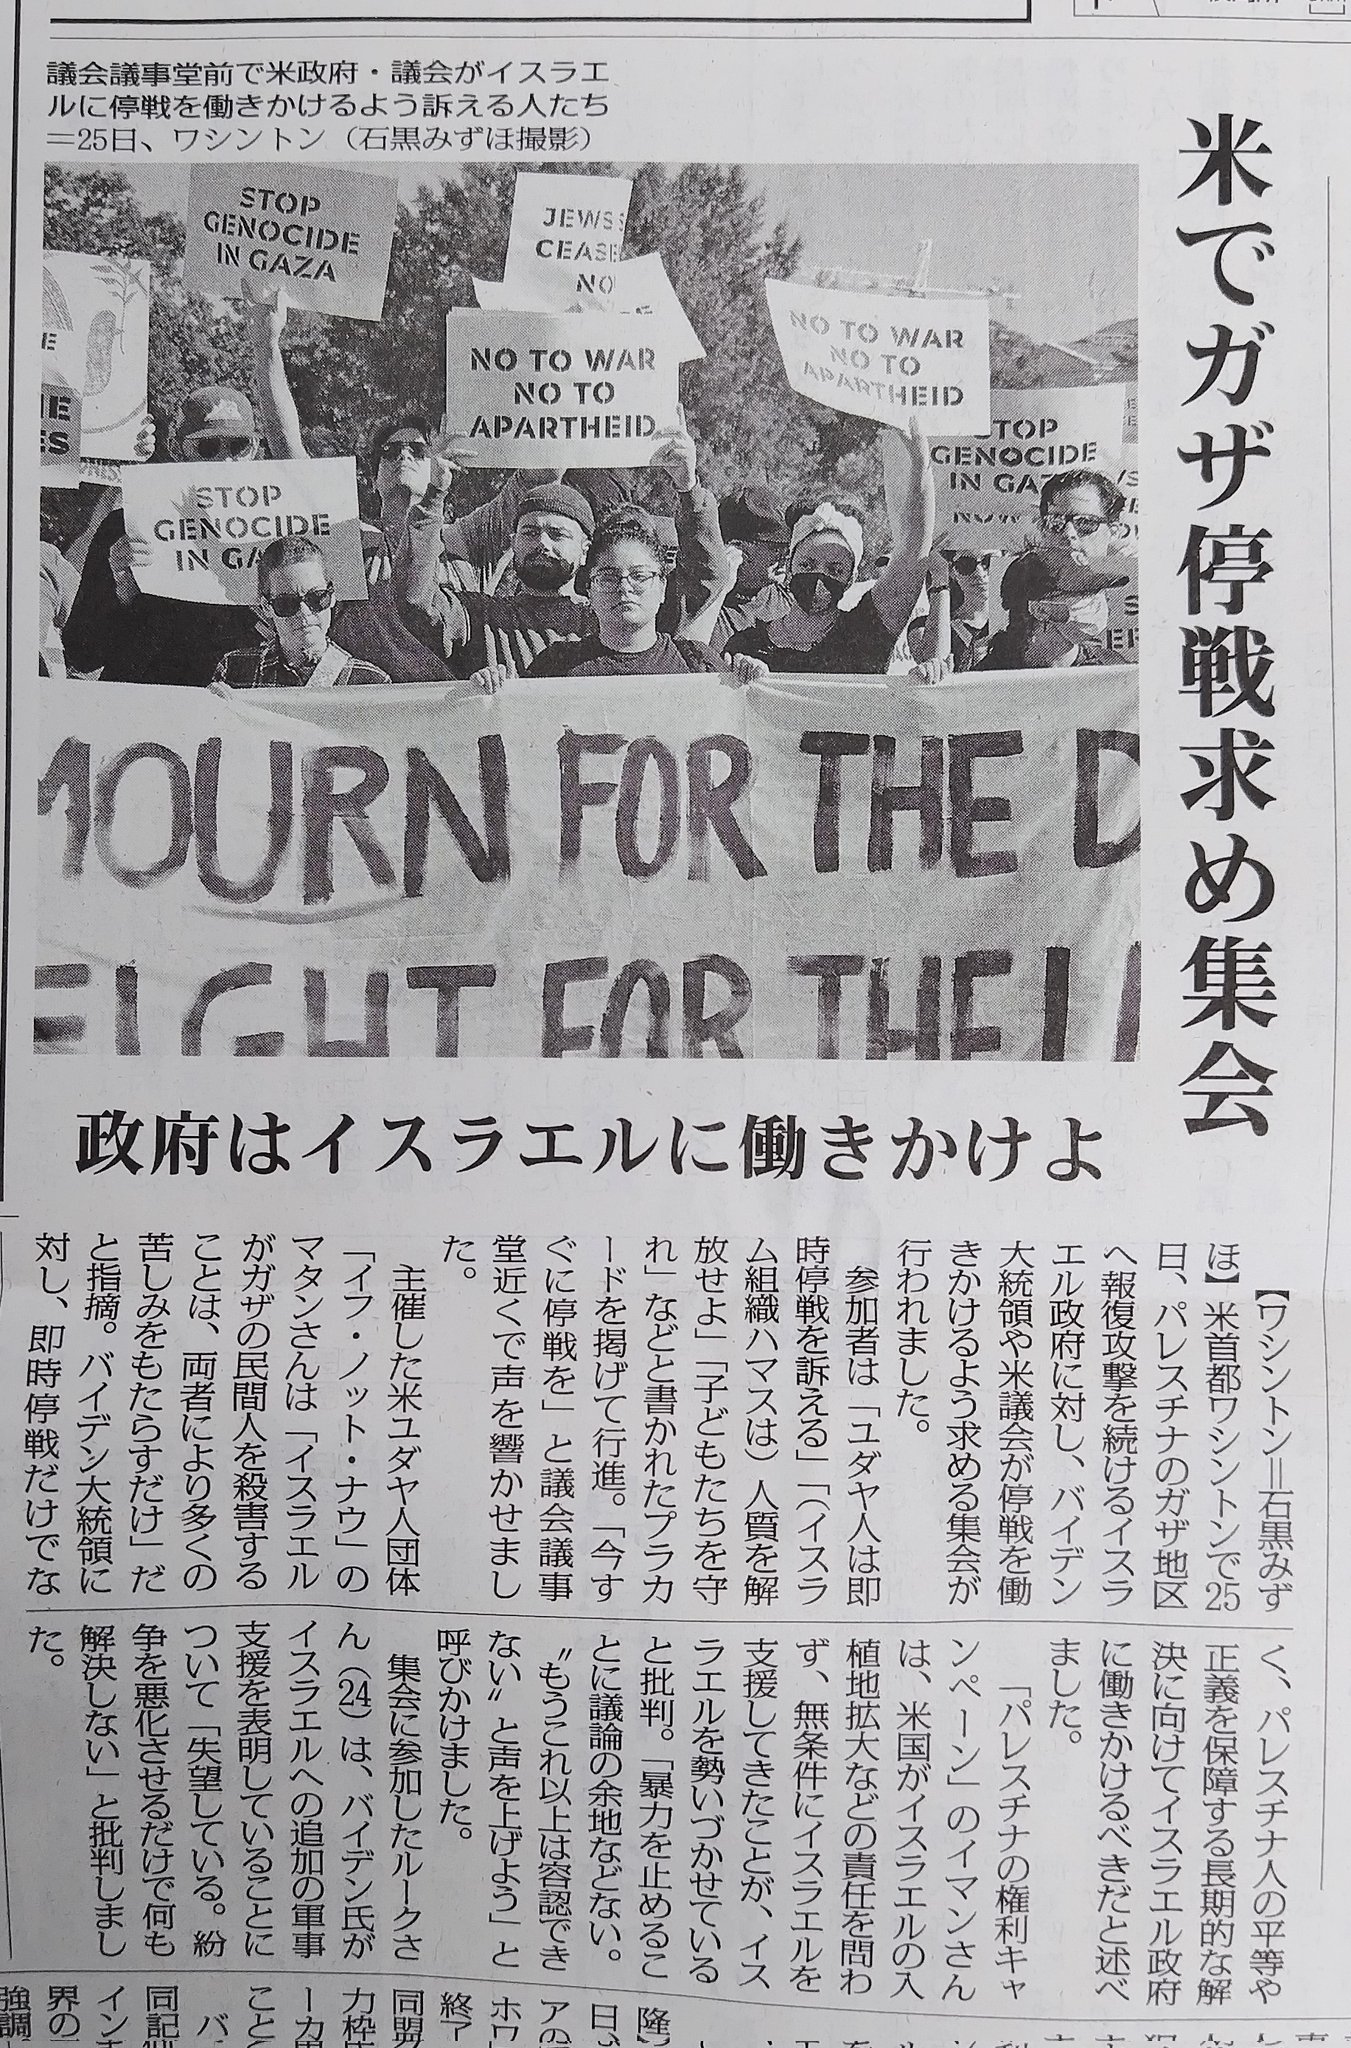 議会議事堂前で米政府・議会がイスラエ
ルに停戦を働きかけるよう訴える人たち
＝25日、ワシントン（石黒みずほ撮影）
米でガザ停戦求め集会
STOP
GENOCIDE
IN GAZA
JEWS
CEASE
NO
NO TO WAR
NO TO
APARTHEID
NO TO WAR
NO TO
APARTHEID
STOP
GENOCIDE
IN GA
STOP
GENOCIDE
IN GAZ
NOW
MOURN FOR THE D
FIGHT FOR THE LI
政府はイスラエルに働きかけよ
【ワシントン＝石黒みず
ほ】米首都ワシントンで25
日、パレスチナのガザ地区
へ報復攻撃を続けるイスラ
エル政府に対し、バイデン
大統領や米議会が停戦を働
きかけるよう求める集会が
行われました。
参加者は「ユダヤ人は即
時停戦を訴える」「（イスラ
ム組織ハマスは）人質を解
放せよ」「子どもたちを守
れ」などと書かれたプラカ
ードを掲げて行進。「今す
ぐに停戦を」と議会議事
堂近くで声を響かせまし
た。
主催した米ユダヤ人団体
「イフ・ノット・ナウ」の
マタンさんは「イスラエル
がガザの民間人を殺害する
ことは、両者により多くの
苦しみをもたらすだけ」だ
と指摘。バイデン大統領に
対し、即時停戦だけでな
く、パレスチナ人の平等や
正義を保障する長期的な解
決に向けてイスラエル政府
に働きかけるべきだと述べ
ました。
「パレスチナの権利キャ
ンペーン」のイマンさん
は、米国がイスラエルの入
植地拡大などの責任を問わ
ず、無条件にイスラエルを
支援してきたことが、イス
ラエルを勢いづかせている
と批判。「暴力を止めるこ
とに議論の余地などない。
〝もうこれ以上は容認でき
ない〟と声を上げよう」と
呼びかけました。
集会に参加したルークさ
ん（24）は、バイデン氏が
イスラエルへの追加の軍事
支援を表明していることに
ついて「失望している。紛
争を悪化させるだけで何も
解決しない」と批判しまし
た。